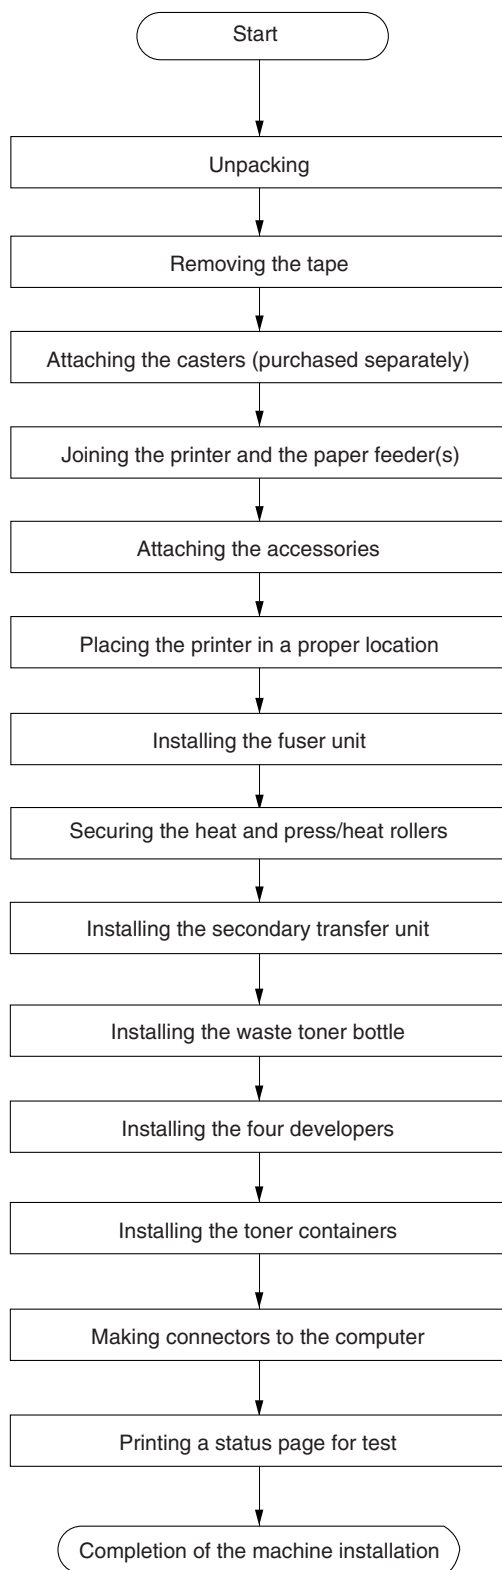 Start
Unpacking
Removing the tape
Attaching the casters (purchased separately)
Joining the printer and the paper feeder(s)
Attaching the accessories
Placing the printer in a proper location
Installing the fuser unit
Securing the heat and press/heat rollers
Installing the secondary transfer unit
Installing the waste toner bottle
Installing the four developers
Installing the toner containers
Making connectors to the computer
Printing a status page for test
Completion of the machine installation